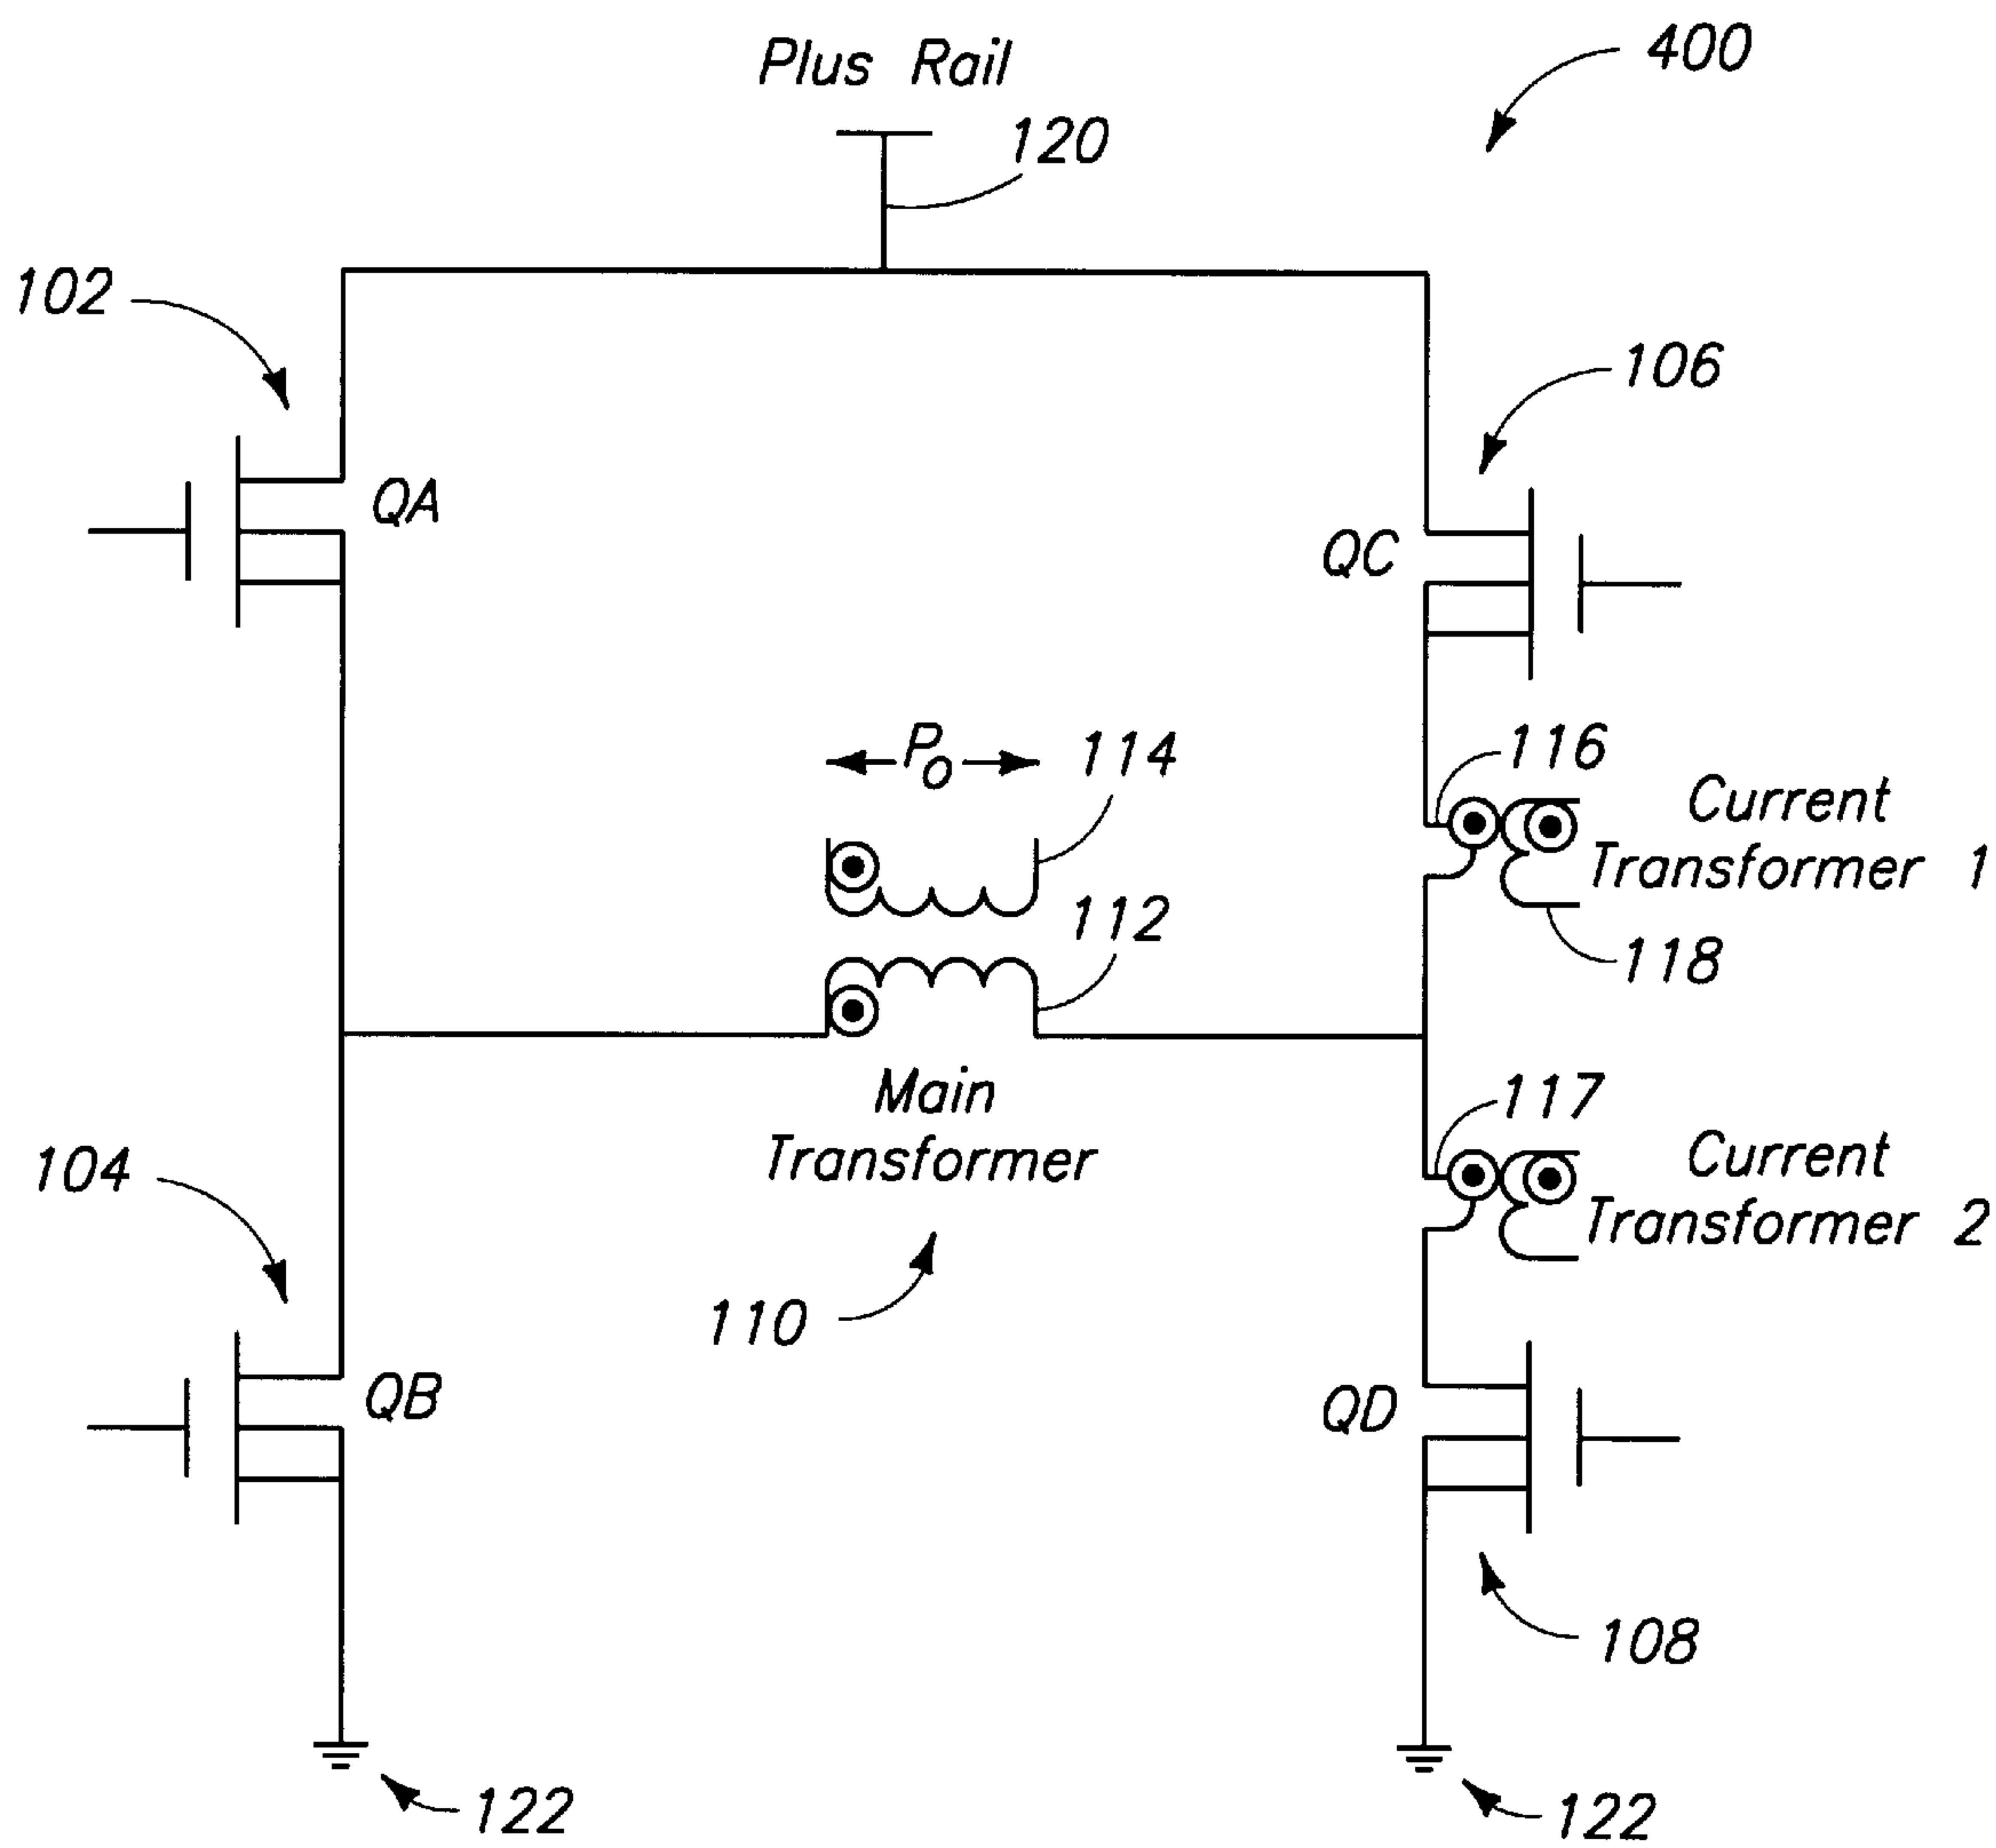 400
Plus Rail
120
102
106
QA
QC
Po
114
116
Current
Transformer 1
112
118
Main
Transformer
117
Current
Transformer 2
104
110
QB
QD
108
122
122